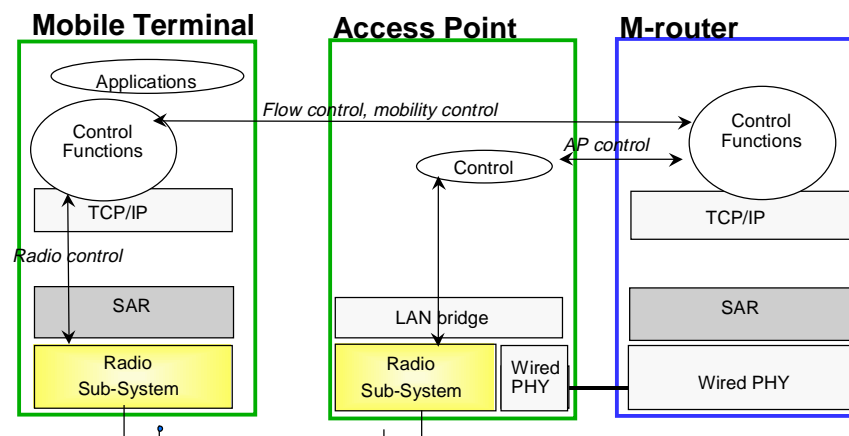 Mobile Terminal
Access Point
M-router
Applications
Flow control, mobility control
Control
Functions
Control
Functions
AP control
Control
TCP/IP
TCP/IP
Radio control
SAR
LAN bridge
SAR
Radio
Sub-System
Radio
Sub-System
Wired
PHY
Wired PHY